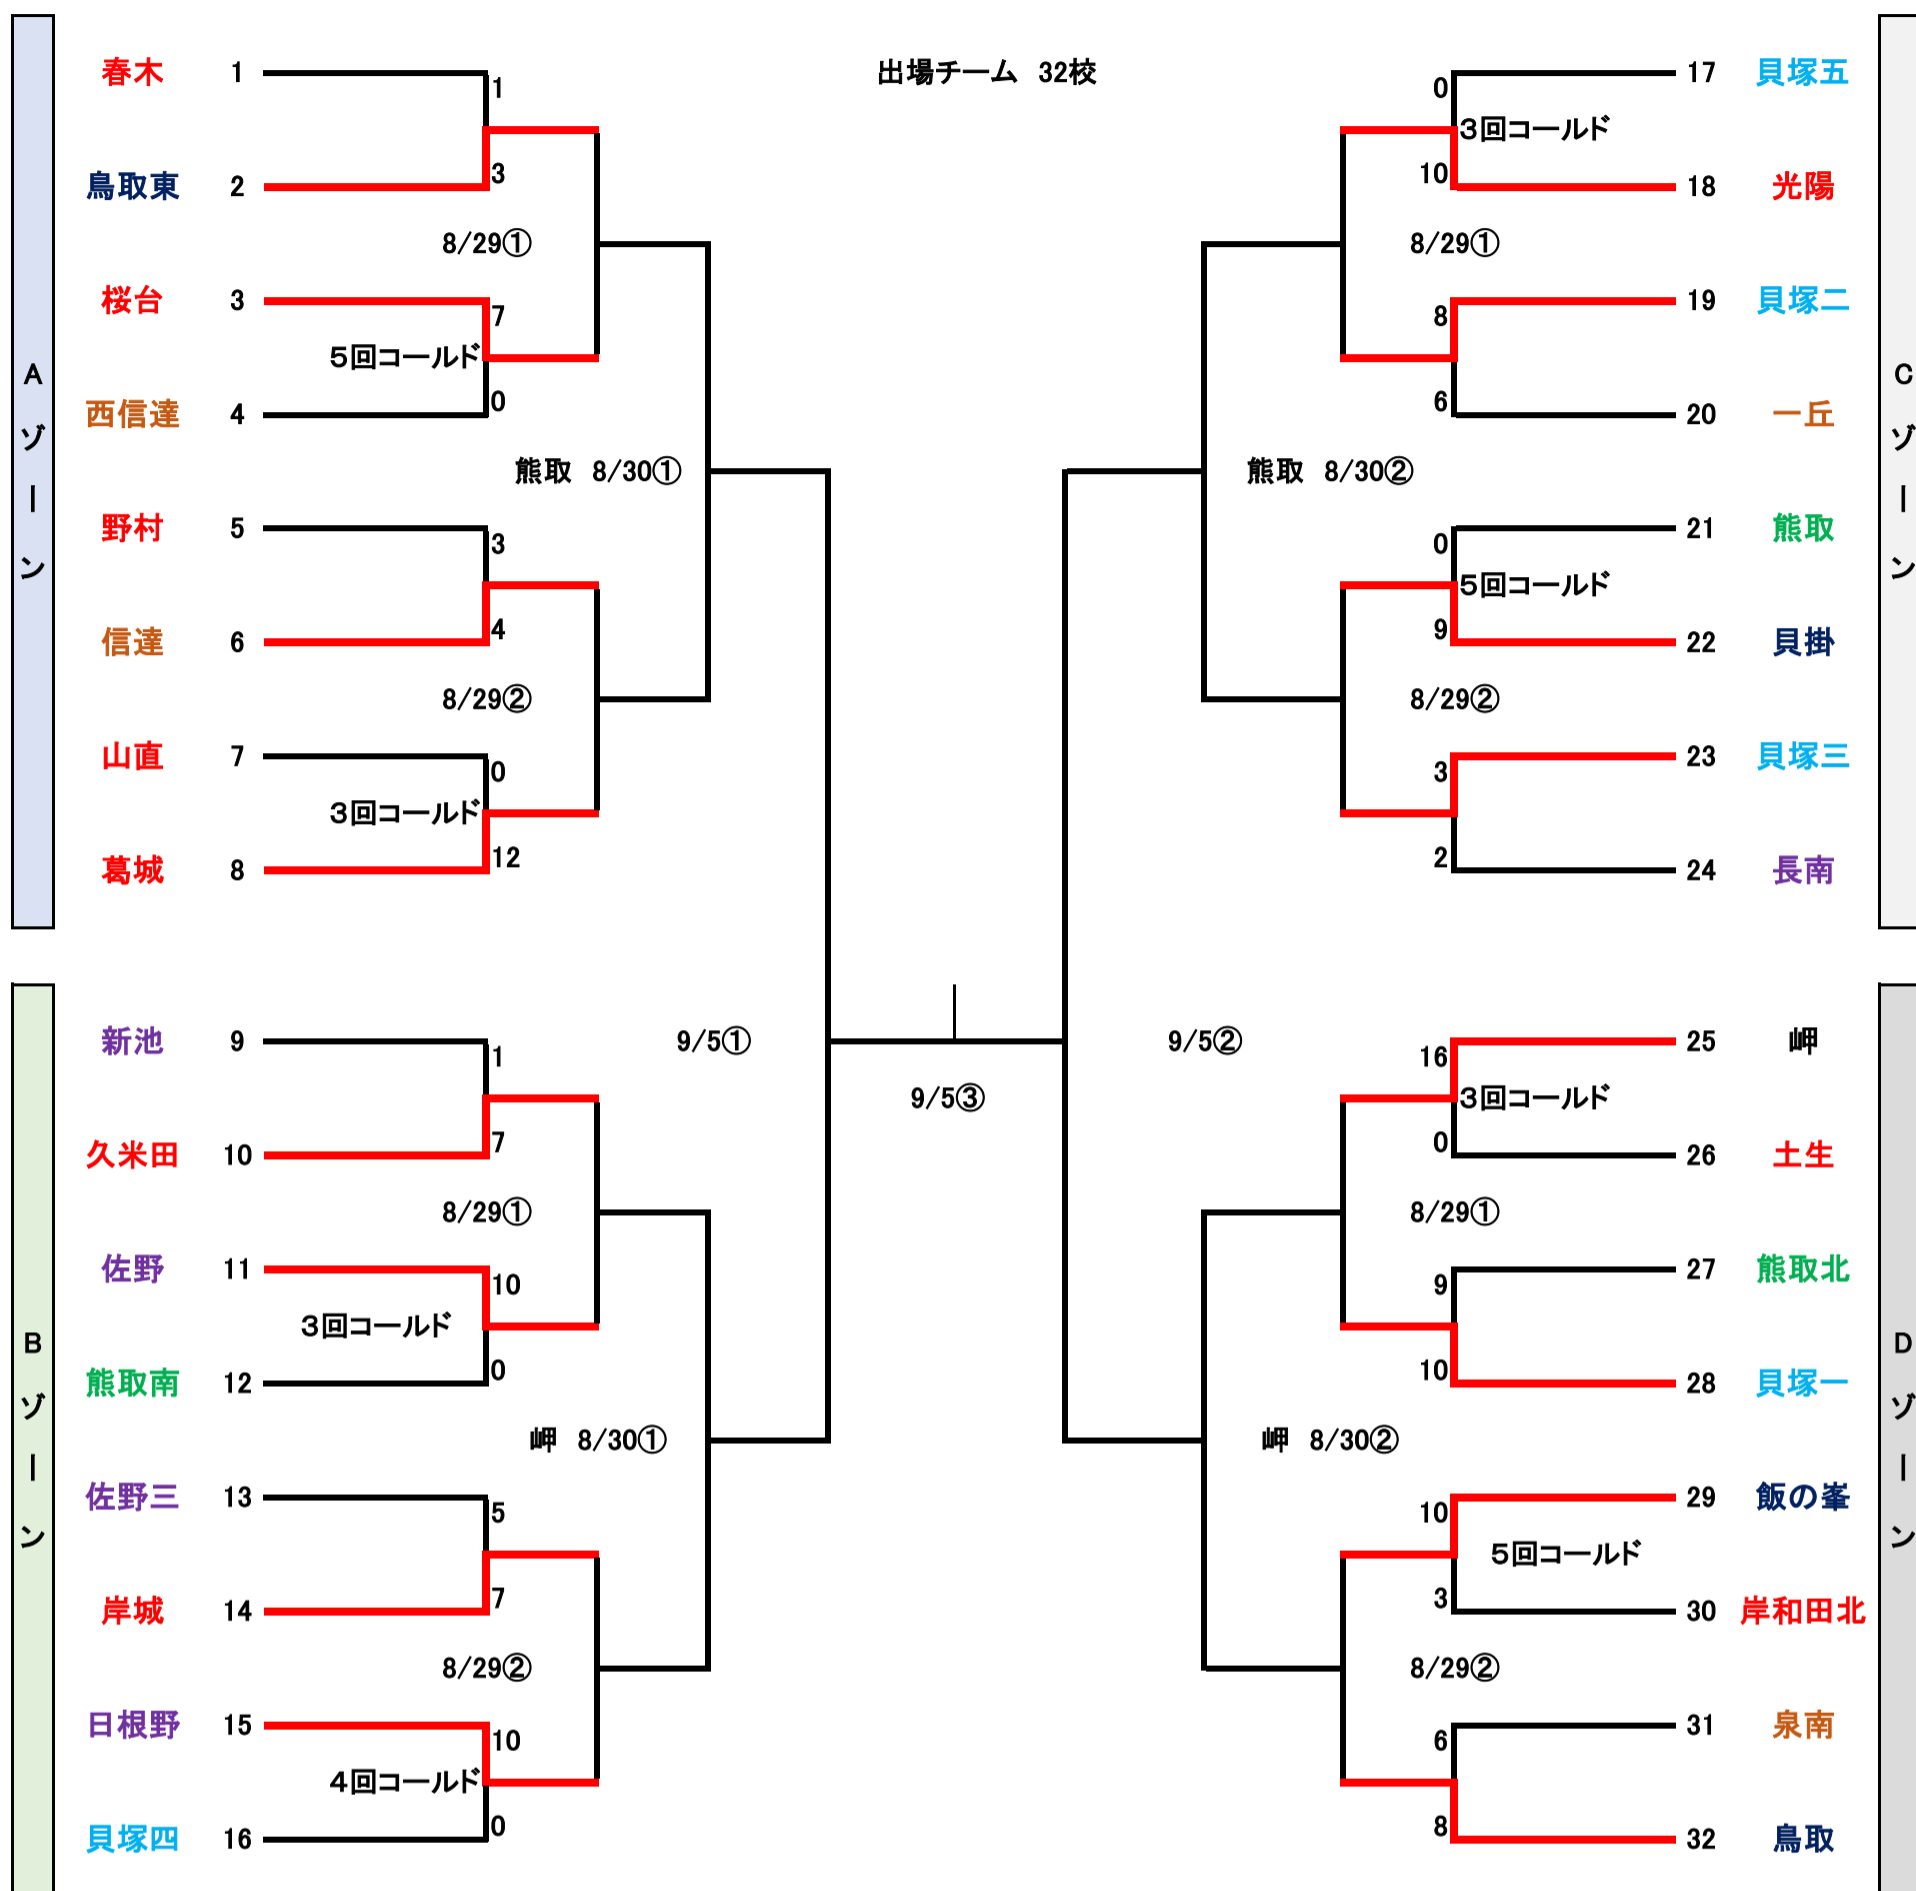 出場チーム 32校
Aゾーン
春木 1
1
鳥取東 2
3
8/29①
桜台 3
7
5回コールド
西信達 4
0
熊取 8/30①
野村 5
3
信達 6
4
8/29②
山直 7
0
3回コールド
葛城 8
12
Bゾーン
新池 9
1
久米田 10
7
8/29①
佐野 11
10
3回コールド
熊取南 12
0
岬 8/30①
佐野三 13
5
岸城 14
7
8/29②
日根野 15
10
4回コールド
貝塚四 16
0
9/5①
9/5③
9/5②
Cゾーン
0
17 貝塚五
3回コールド
10
18 光陽
8/29①
8
19 貝塚二
6
20 一丘
熊取 8/30②
0
21 熊取
5回コールド
9
22 貝掛
8/29②
3
23 貝塚三
2
24 長南
Dゾーン
16
25 岬
3回コールド
0
26 土生
8/29①
9
27 熊取北
10
28 貝塚一
岬 8/30②
10
29 飯の峯
5回コールド
3
30 岸和田北
8/29②
6
31 泉南
8
32 鳥取